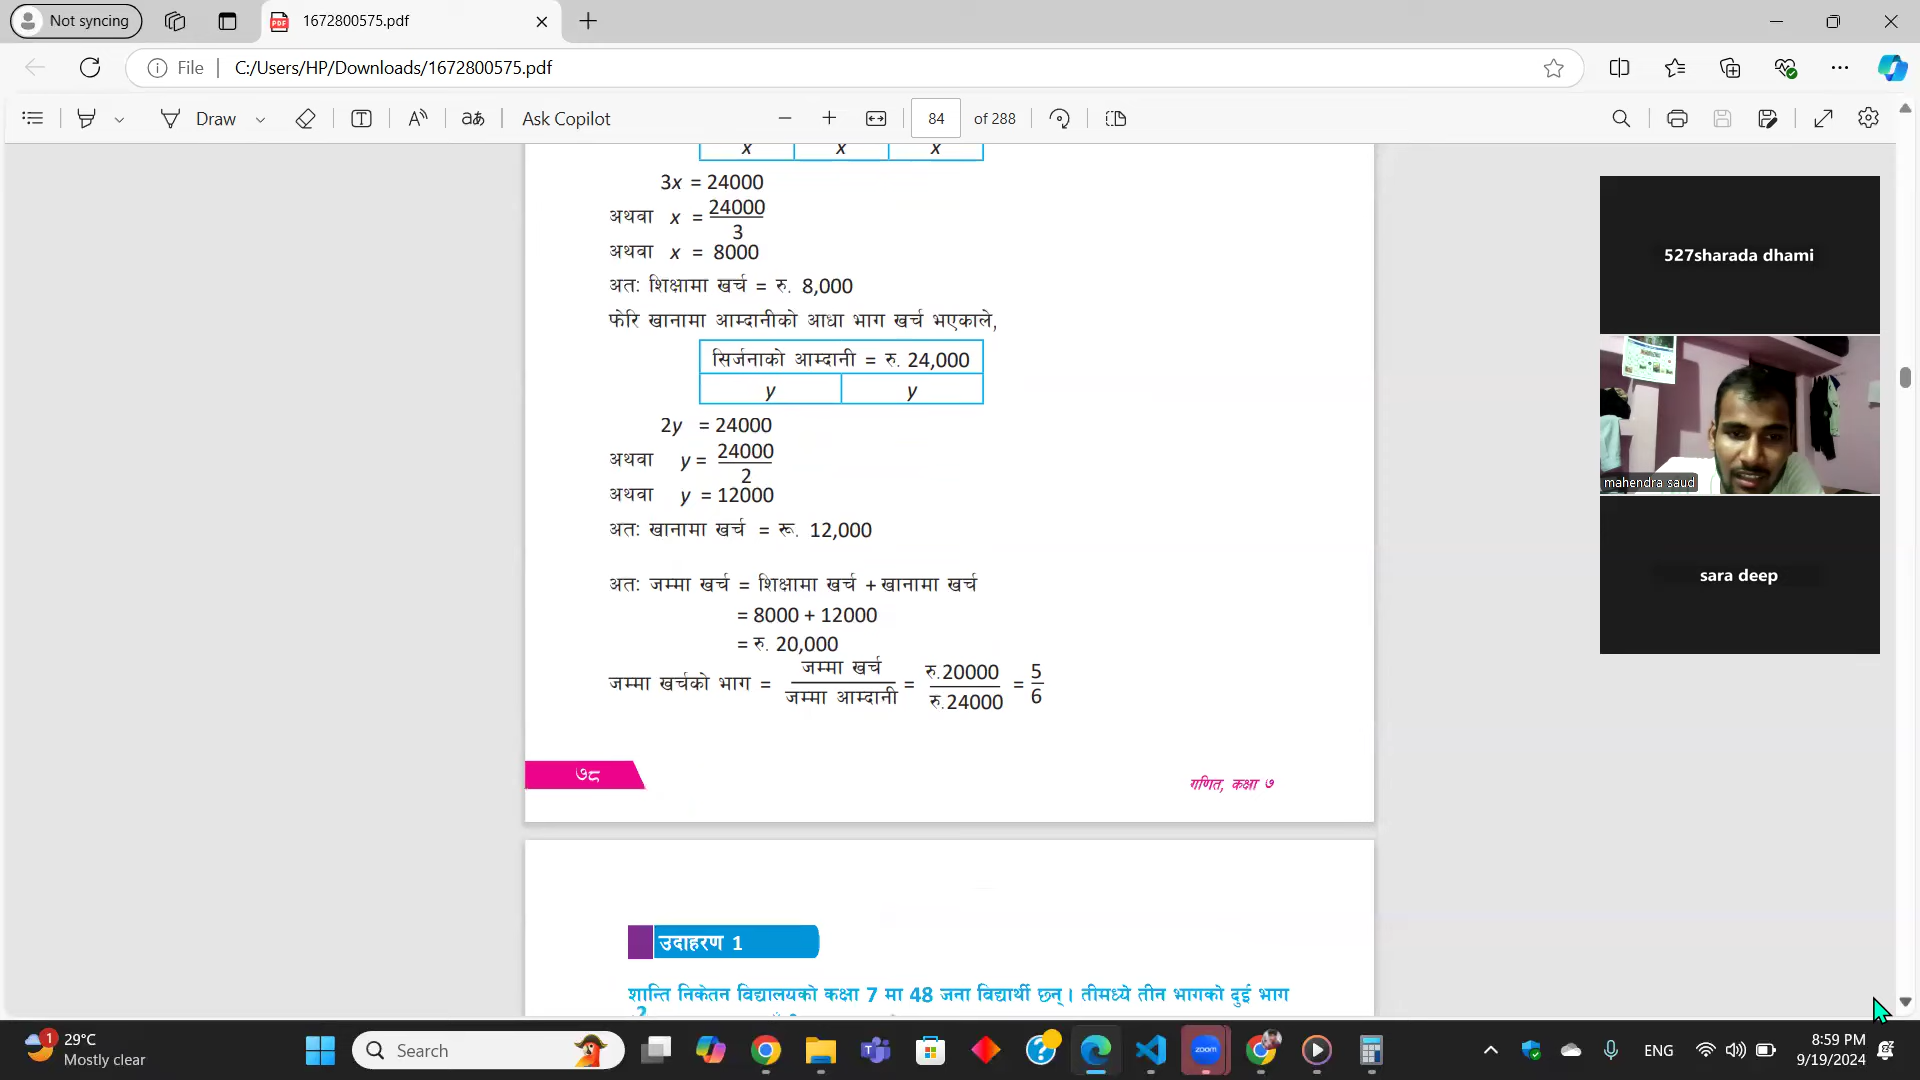 Not syncing
1672800575.pdf
File
C:/Users/HP/Downloads/1672800575.pdf
Draw
aあ
Ask Copilot
84 of 288
x x x
3x = 24000
अथवा x = 24000/3
अथवा x = 8000
अतः शिक्षामा खर्च = रु. 8,000
फेरि खानामा आम्दानीको आधा भाग खर्च भएकाले,
सिर्जनाको आम्दानी = रु. 24,000
y y
2y = 24000
अथवा y = 24000/2
अथवा y = 12000
अतः खानामा खर्च = रू. 12,000
अतः जम्मा खर्च = शिक्षामा खर्च + खानामा खर्च
= 8000 + 12000
= रु. 20,000
जम्मा खर्चको भाग = जम्मा खर्च/जम्मा आम्दानी = रु.20000/रु.24000 = 5/6
७८
गणित, कक्षा ७
उदाहरण 1
शान्ति निकेतन विद्यालयको कक्षा 7 मा 48 जना विद्यार्थी छन् । तीमध्ये तीन भागको दुई भाग
2
527sharada dhami
mahendra saud
sara deep
1
29°C
Mostly clear
Search
zoom
ENG
8:59 PM
9/19/2024